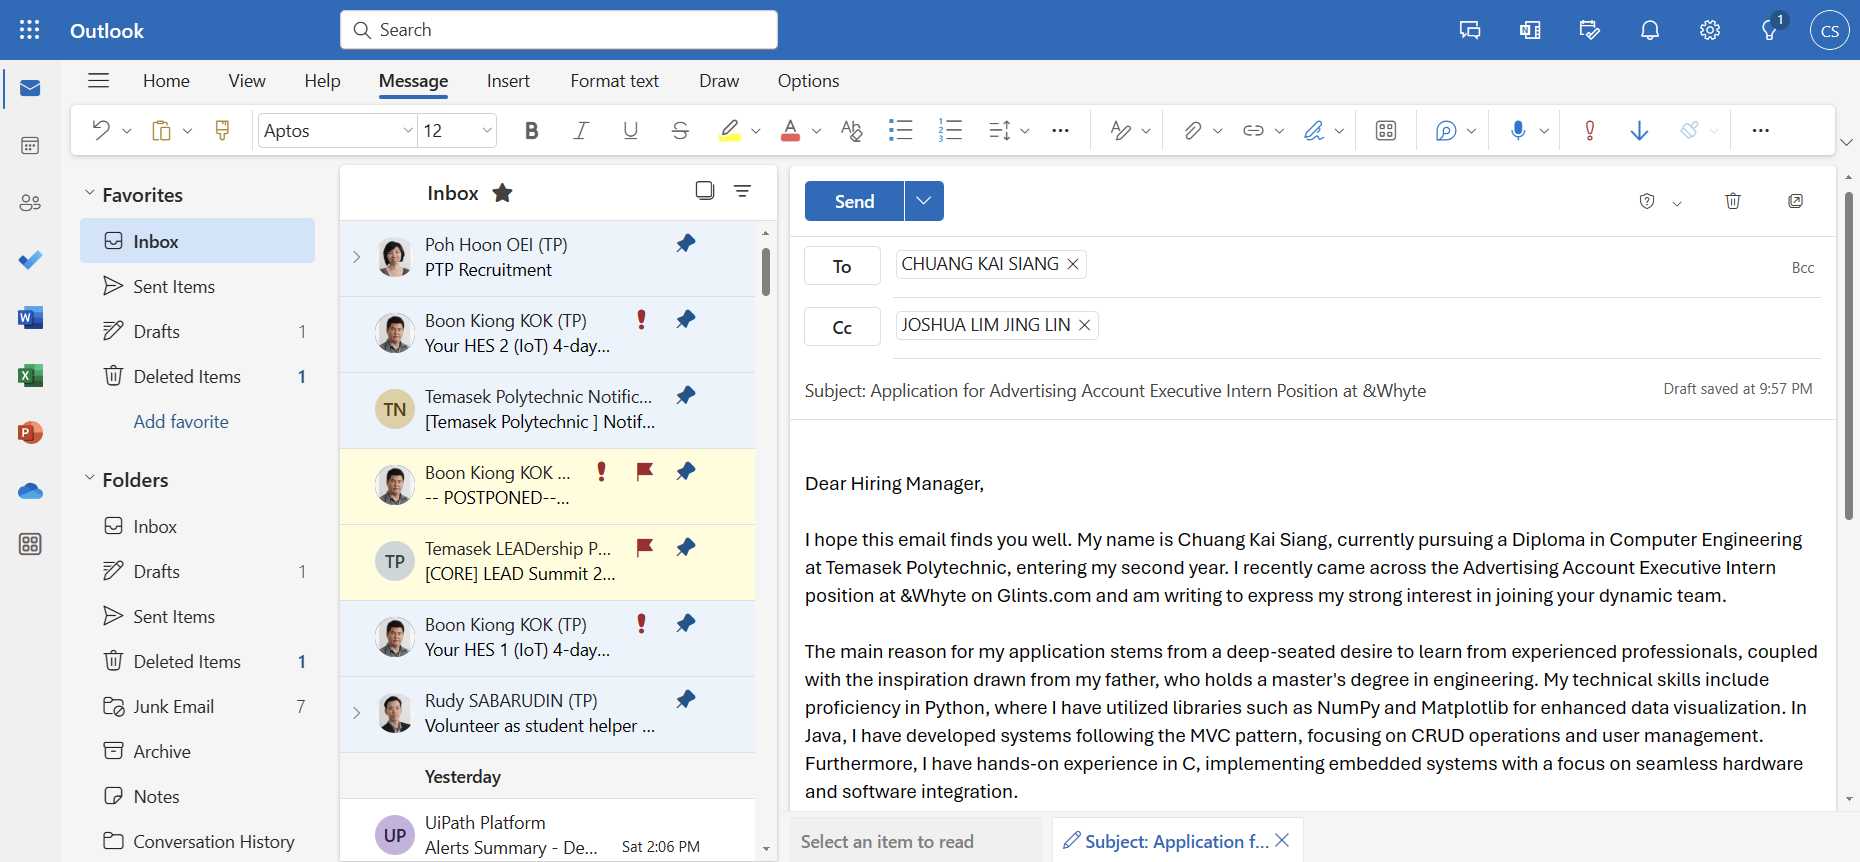 Outlook
Search
1
CS
Home View Help Message Insert Format text Draw Options
Aptos 12
Favorites
Inbox
Sent Items
Drafts 1
Deleted Items 1
Add favorite
Folders
Inbox
Drafts 1
Sent Items
Deleted Items 1
Junk Email 7
Archive
Notes
Conversation History
Inbox
Poh Hoon OEI (TP)
PTP Recruitment
Boon Kiong KOK (TP)
Your HES 2 (IoT) 4-day...
TN
Temasek Polytechnic Notific...
[Temasek Polytechnic ] Notif...
Boon Kiong KOK ...
-- POSTPONED--...
TP
Temasek LEADership P...
[CORE] LEAD Summit 2...
Boon Kiong KOK (TP)
Your HES 1 (IoT) 4-day...
Rudy SABARUDIN (TP)
Volunteer as student helper ...
Yesterday
UP
UiPath Platform
Alerts Summary - De... Sat 2:06 PM
Send
To CHUANG KAI SIANG Bcc
Cc JOSHUA LIM JING LIN
Subject: Application for Advertising Account Executive Intern Position at &Whyte Draft saved at 9:57 PM
Dear Hiring Manager,
I hope this email finds you well. My name is Chuang Kai Siang, currently pursuing a Diploma in Computer Engineering
at Temasek Polytechnic, entering my second year. I recently came across the Advertising Account Executive Intern
position at &Whyte on Glints.com and am writing to express my strong interest in joining your dynamic team.
The main reason for my application stems from a deep-seated desire to learn from experienced professionals, coupled
with the inspiration drawn from my father, who holds a master's degree in engineering. My technical skills include
proficiency in Python, where I have utilized libraries such as NumPy and Matplotlib for enhanced data visualization. In
Java, I have developed systems following the MVC pattern, focusing on CRUD operations and user management.
Furthermore, I have hands-on experience in C, implementing embedded systems with a focus on seamless hardware
and software integration.
Select an item to read
Subject: Application f...